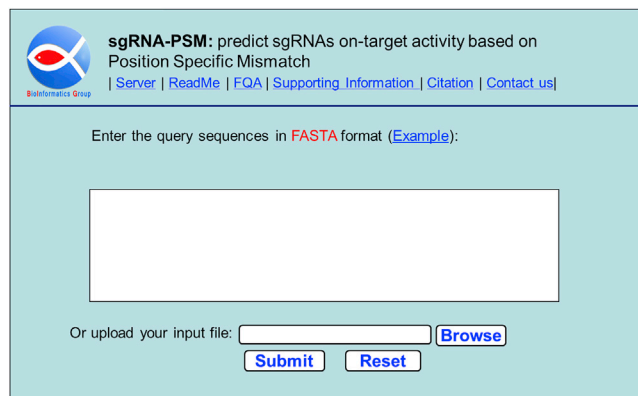 sgRNA-PSM: predict sgRNAs on-target activity based on
Position Specific Mismatch
| Server | ReadMe | FQA | Supporting Information | Citation | Contact us|
BioInformatics Group
Enter the query sequences in FASTA format (Example):
Or upload your input file:
Browse
Submit Reset